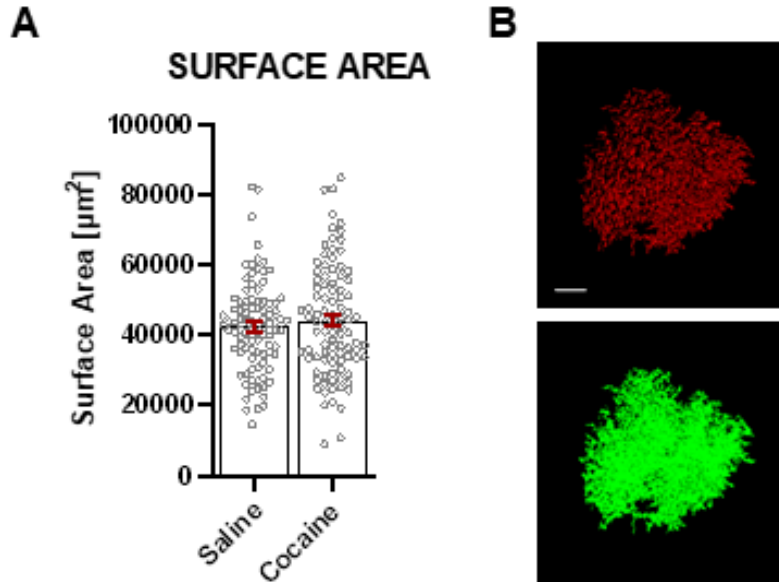 A
B
SURFACE AREA
Surface Area [µm²]
100000
80000
60000
40000
20000
0
Saline
Cocaine